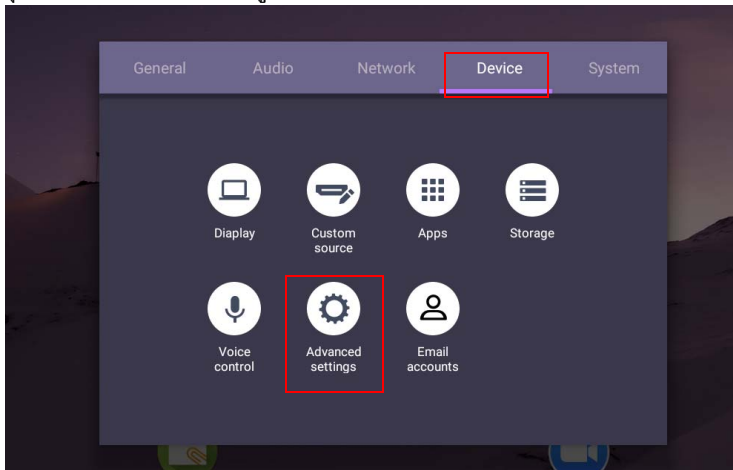 General Audio Network Device System
Diaplay Custom source Apps Storage
Voice control Advanced settings Email accounts